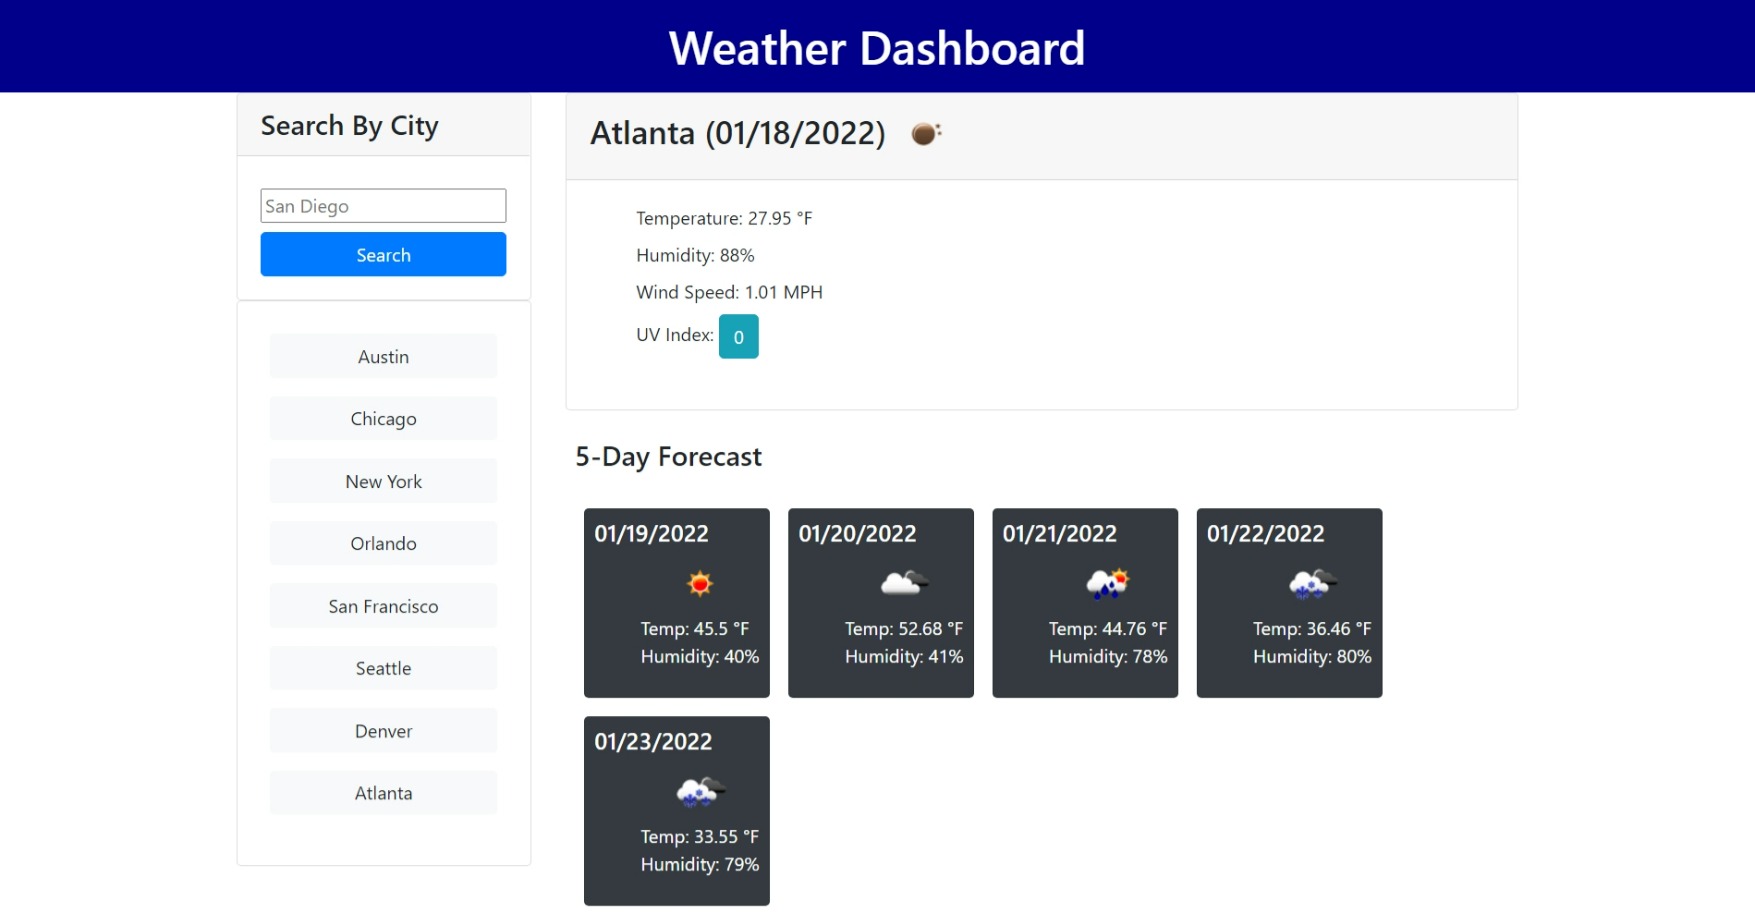 Weather Dashboard
Search By City
San Diego
Search
Austin
Chicago
New York
Orlando
San Francisco
Seattle
Denver
Atlanta
Atlanta (01/18/2022)
Temperature: 27.95 °F
Humidity: 88%
Wind Speed: 1.01 MPH
UV Index: 0
5-Day Forecast
01/19/2022
Temp: 45.5 °F
Humidity: 40%
01/20/2022
Temp: 52.68 °F
Humidity: 41%
01/21/2022
Temp: 44.76 °F
Humidity: 78%
01/22/2022
Temp: 36.46 °F
Humidity: 80%
01/23/2022
Temp: 33.55 °F
Humidity: 79%